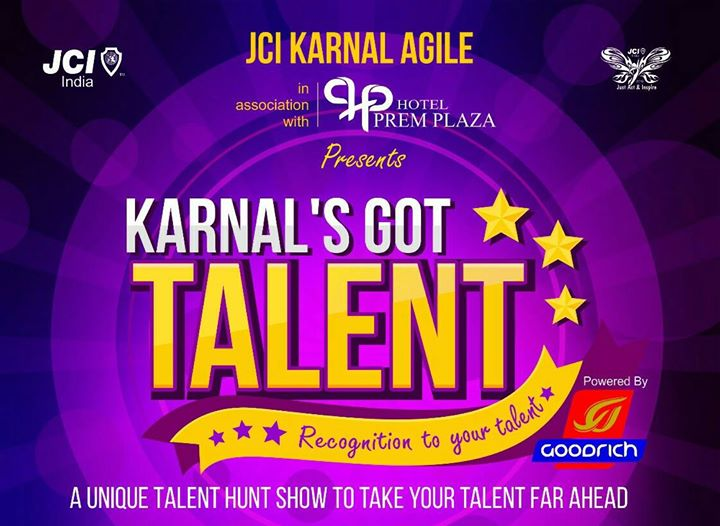 JCI
India
JCI KARNAL AGILE
JCI
Just Act & Inspire
in
association
with
HP HOTEL
PREM PLAZA
Presents
KARNAL'S GOT
TALENT
Recognition to your talent
Powered By
GOODRICH
A UNIQUE TALENT HUNT SHOW TO TAKE YOUR TALENT FAR AHEAD